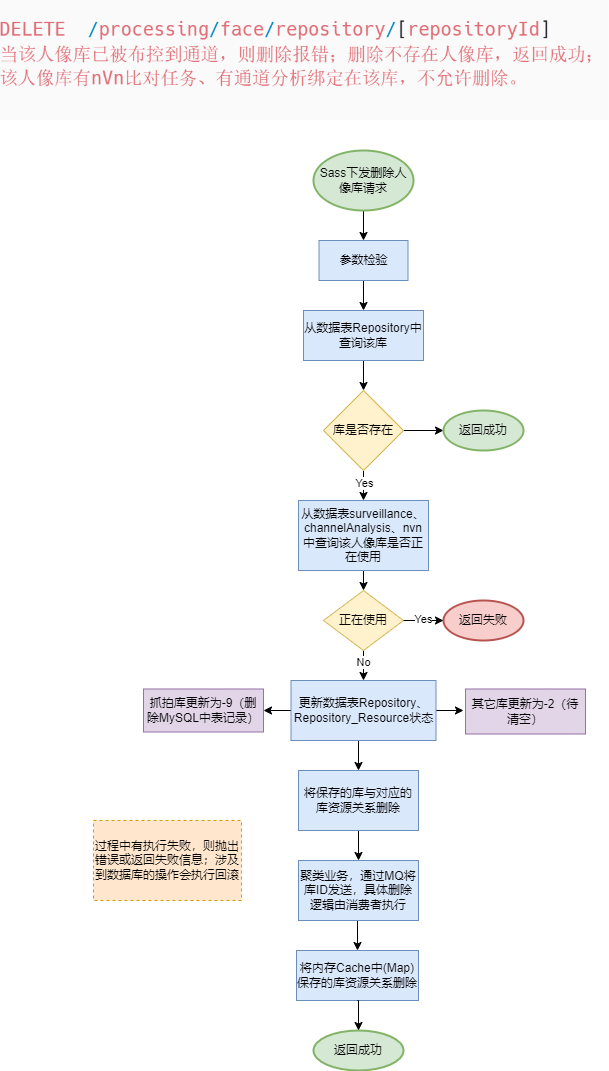 DELETE  /processing/face/repository/[repositoryId]
当该人像库已被布控到通道，则删除报错；删除不存在人像库，返回成功；
该人像库有nVn比对任务、有通道分析绑定在该库，不允许删除。
Sass下发删除人
像库请求
参数检验
从数据表Repository中
查询该库
库是否存在
返回成功
Yes
从数据表surveillance、
channelAnalysis、nvn
中查询该人像库是否正
在使用
正在使用
Yes
返回失败
No
抓拍库更新为-9（删
除MySQL中表记录）
更新数据表Repository、
Repository_Resource状态
其它库更新为-2（待
清空）
将保存的库与对应的
库资源关系删除
过程中有执行失败，则抛出
错误或返回失败信息；涉及
到数据库的操作会执行回滚
聚类业务，通过MQ将
库ID发送，具体删除
逻辑由消费者执行
将内存Cache中(Map)
保存的库资源关系删除
返回成功